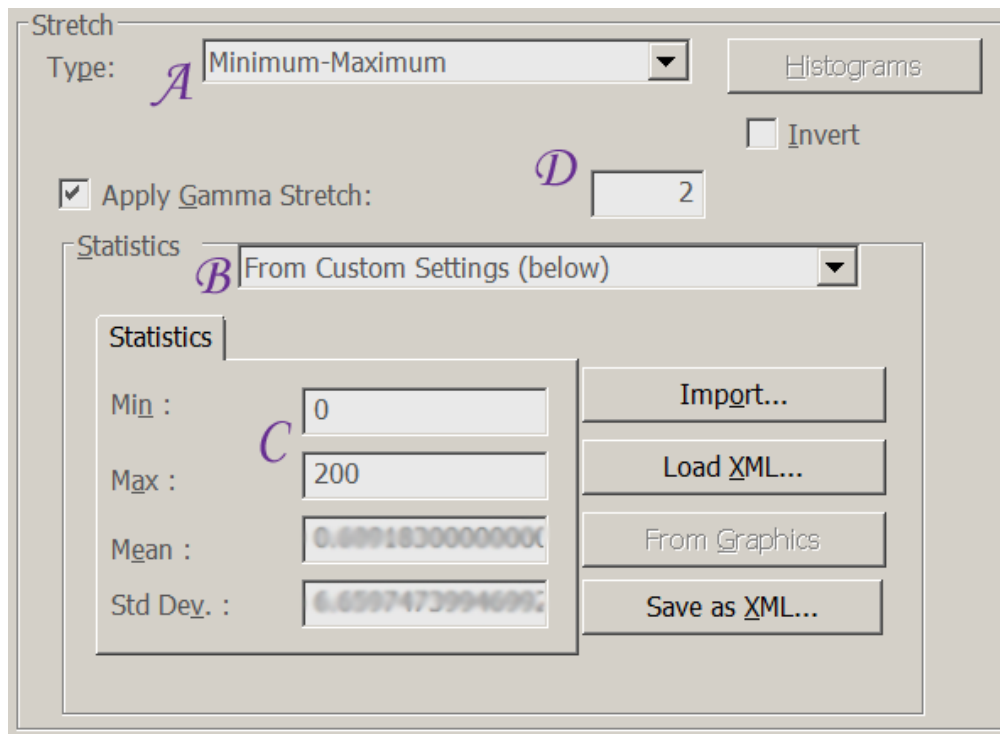 Stretch
Type: A Minimum-Maximum Histograms
Invert
Apply Gamma Stretch: D 2
Statistics B From Custom Settings (below)
Statistics
Min : 0 Import...
C
Max : 200 Load XML...
Mean : From Graphics
Std Dev. : Save as XML...